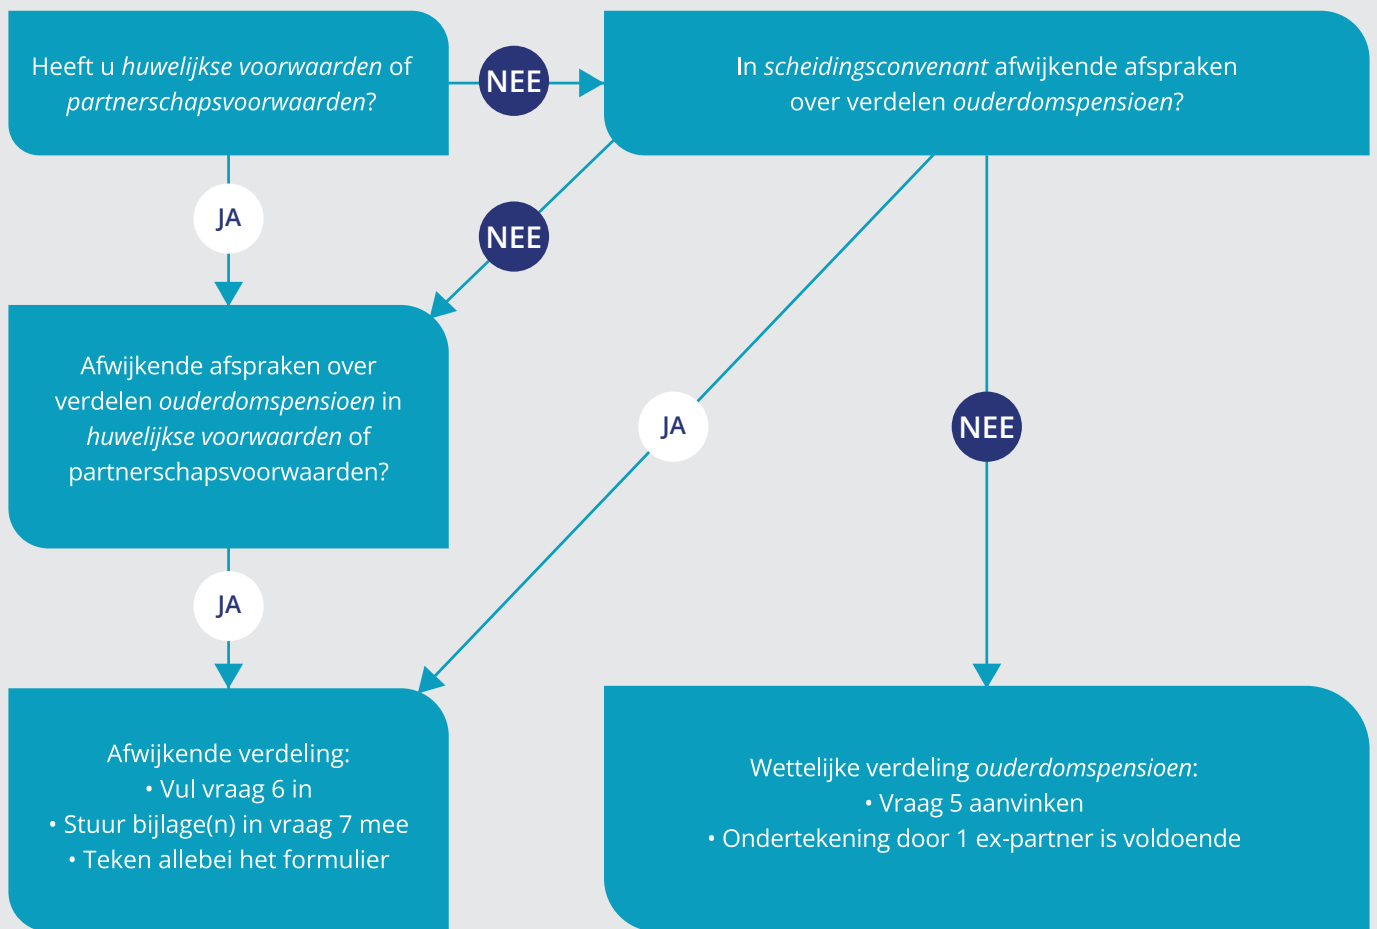 Heeft u huwelijkse voorwaarden of
partnerschapsvoorwaarden?
NEE
In scheidingsconvenant afwijkende afspraken
over verdelen ouderdomspensioen?
JA
NEE
Afwijkende afspraken over
verdelen ouderdomspensioen in
huwelijkse voorwaarden of
partnerschapsvoorwaarden?
JA
NEE
JA
Afwijkende verdeling:
• Vul vraag 6 in
• Stuur bijlage(n) in vraag 7 mee
• Teken allebei het formulier
Wettelijke verdeling ouderdomspensioen:
• Vraag 5 aanvinken
• Ondertekening door 1 ex-partner is voldoende